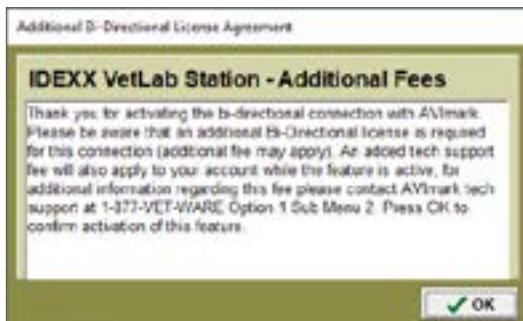 Additional Bi-Directional License Agreement
IDEXX VetLab Station - Additional Fees
Thank you for activating the bi-directional connection with AVImark.
Please be aware that an additional Bi-Directional license is required
for this connection (additional fee may apply). An added tech support
fee will also apply to your account while the feature is active, for
additional information regarding this fee please contact AVImark tech
support at 1-877-VET-WARE Option 1 Sub Menu 2. Press OK to
confirm activation of this feature.
OK